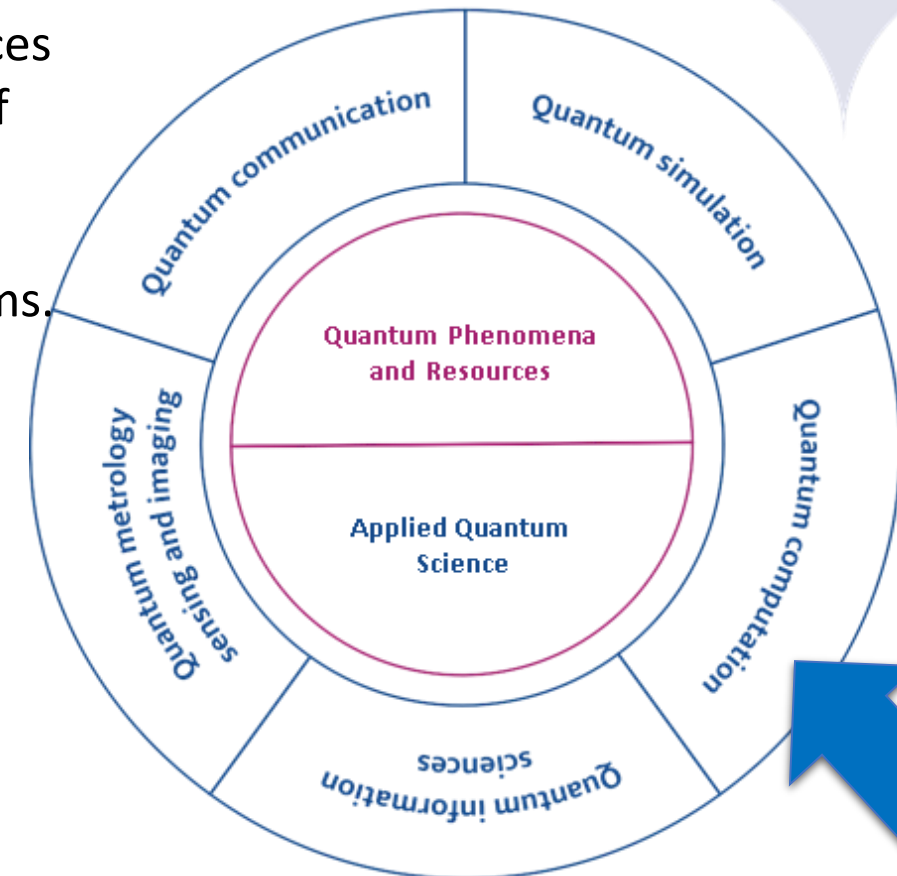 ces
f
ms.
Quantum communication
Quantum simulation
Quantum computation
Quantum information
sciences
Quantum metrology
sensing and imaging
Quantum Phenomena
and Resources
Applied Quantum
Science